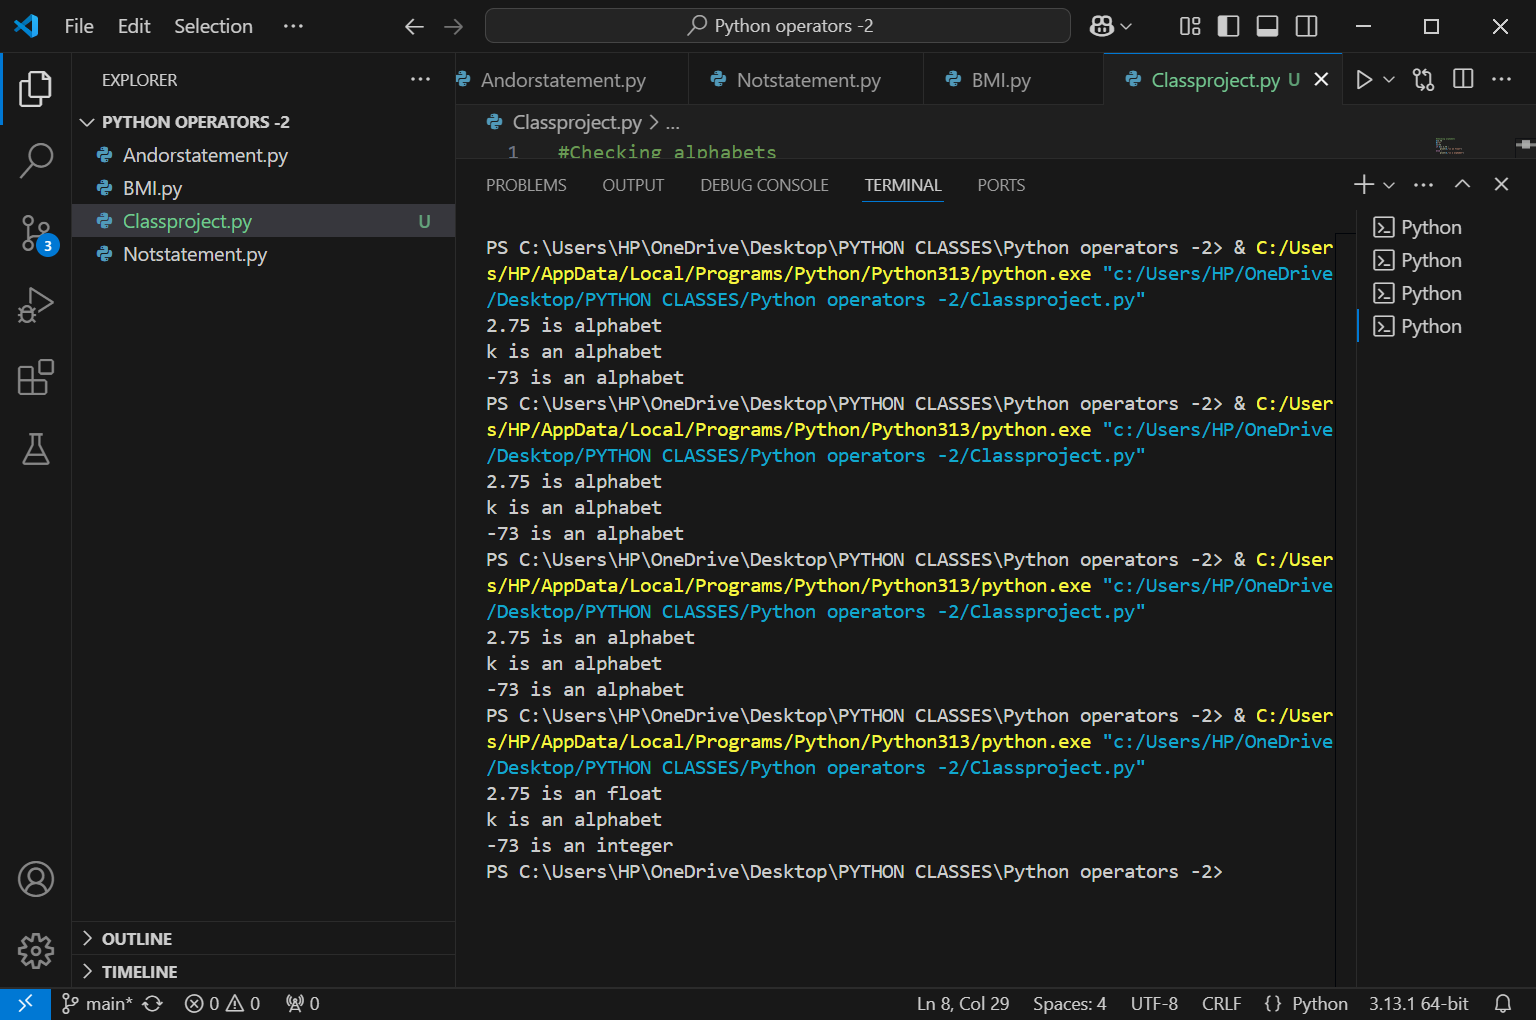 File Edit Selection ···
Python operators -2
EXPLORER ···
PYTHON OPERATORS -2
Andorstatement.py
BMI.py
Classproject.py U
Notstatement.py
OUTLINE
TIMELINE
3
Andorstatement.py Notstatement.py BMI.py Classproject.py U
Classproject.py > ...
1 #Checking alphabets
PROBLEMS OUTPUT DEBUG CONSOLE TERMINAL PORTS
PS C:\Users\HP\OneDrive\Desktop\PYTHON CLASSES\Python operators -2> & C:/User
s/HP/AppData/Local/Programs/Python/Python313/python.exe "c:/Users/HP/OneDrive
/Desktop/PYTHON CLASSES/Python operators -2/Classproject.py"
2.75 is alphabet
k is an alphabet
-73 is an alphabet
PS C:\Users\HP\OneDrive\Desktop\PYTHON CLASSES\Python operators -2> & C:/User
s/HP/AppData/Local/Programs/Python/Python313/python.exe "c:/Users/HP/OneDrive
/Desktop/PYTHON CLASSES/Python operators -2/Classproject.py"
2.75 is alphabet
k is an alphabet
-73 is an alphabet
PS C:\Users\HP\OneDrive\Desktop\PYTHON CLASSES\Python operators -2> & C:/User
s/HP/AppData/Local/Programs/Python/Python313/python.exe "c:/Users/HP/OneDrive
/Desktop/PYTHON CLASSES/Python operators -2/Classproject.py"
2.75 is an alphabet
k is an alphabet
-73 is an alphabet
PS C:\Users\HP\OneDrive\Desktop\PYTHON CLASSES\Python operators -2> & C:/User
s/HP/AppData/Local/Programs/Python/Python313/python.exe "c:/Users/HP/OneDrive
/Desktop/PYTHON CLASSES/Python operators -2/Classproject.py"
2.75 is an float
k is an alphabet
-73 is an integer
PS C:\Users\HP\OneDrive\Desktop\PYTHON CLASSES\Python operators -2>
Python
Python
Python
Python
main* 0 0 0 Ln 8, Col 29 Spaces: 4 UTF-8 CRLF {} Python 3.13.1 64-bit